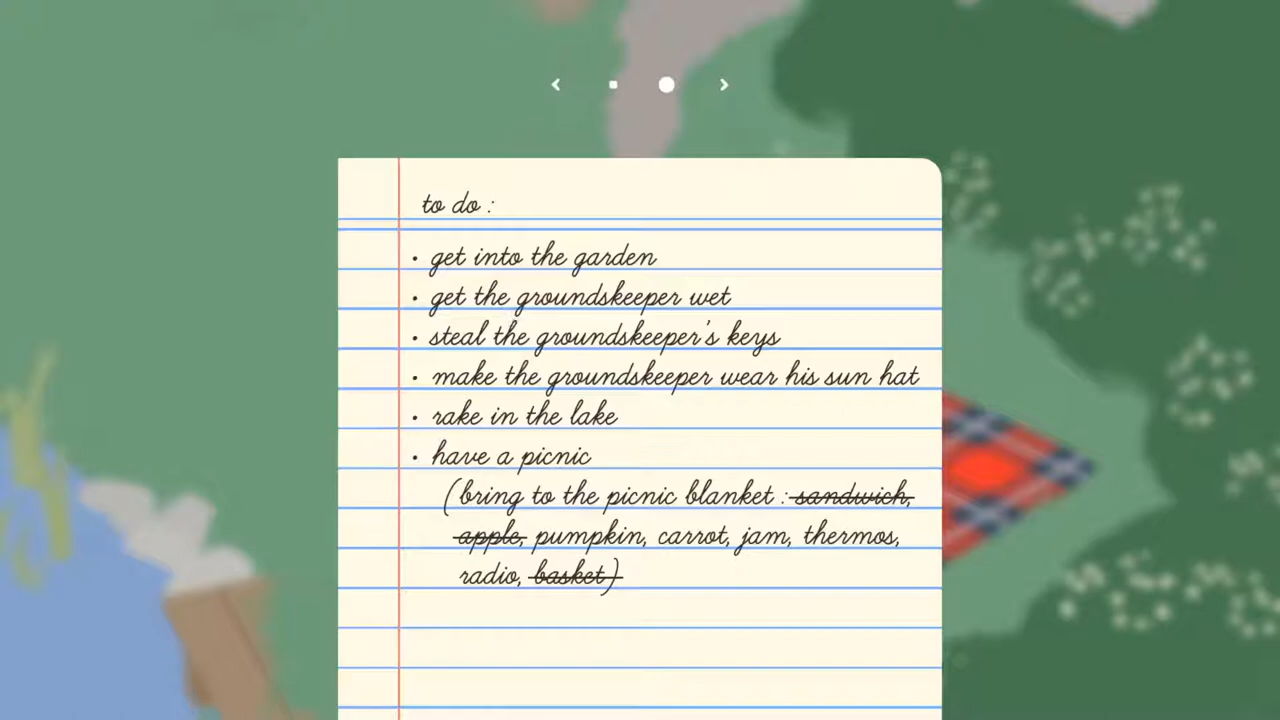 to do :
• get into the garden
• get the groundskeeper wet
• steal the groundskeeper's keys
• make the groundskeeper wear his sun hat
• rake in the lake
• have a picnic
(bring to the picnic blanket : sandwich,
apple, pumpkin, carrot, jam, thermos,
radio, basket)